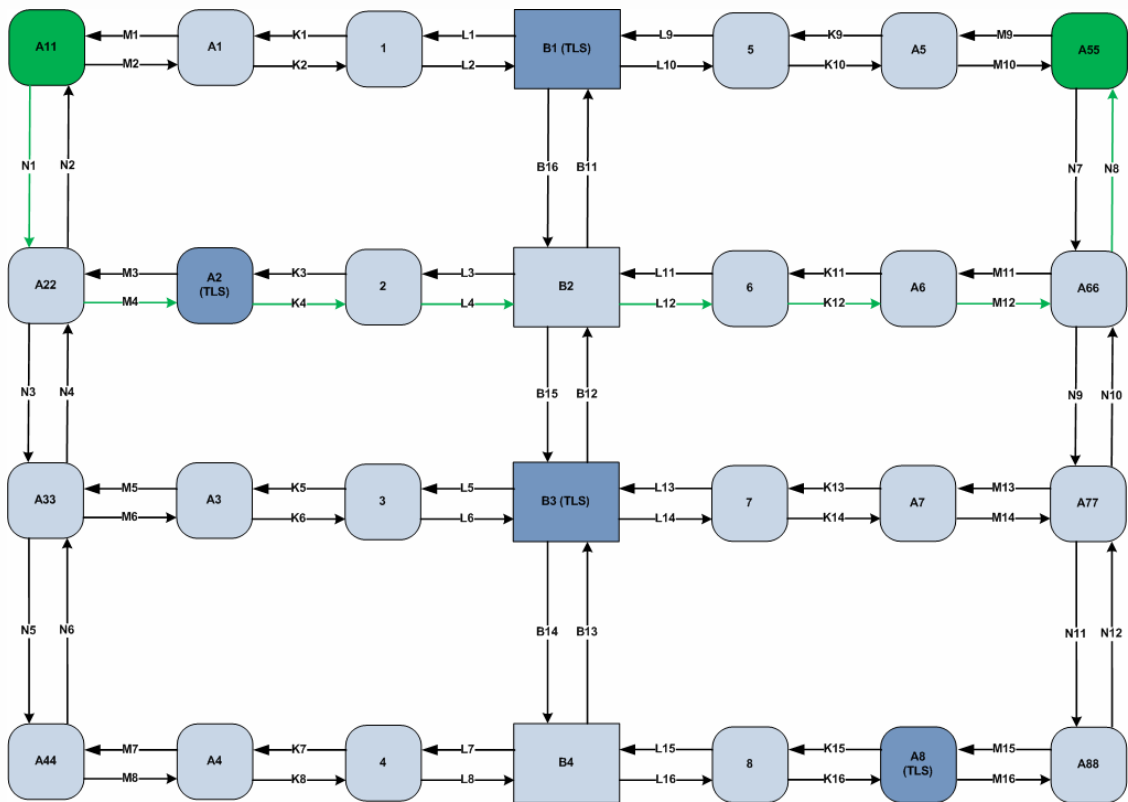 A11
M1
M2
A1
K1
K2
1
L1
L2
B1 (TLS)
L9
L10
5
K9
K10
A5
M9
M10
A55
N1
N2
B16
B11
N7
N8
A22
M3
M4
A2
(TLS)
K3
K4
2
L3
L4
B2
L11
L12
6
K11
K12
A6
M11
M12
A66
N3
N4
B15
B12
N9
N10
A33
M5
M6
A3
K5
K6
3
L5
L6
B3 (TLS)
L13
L14
7
K13
K14
A7
M13
M14
A77
N5
N6
B14
B13
N11
N12
A44
M7
M8
A4
K7
K8
4
L7
L8
B4
L15
L16
8
K15
K16
A8
(TLS)
M15
M16
A88